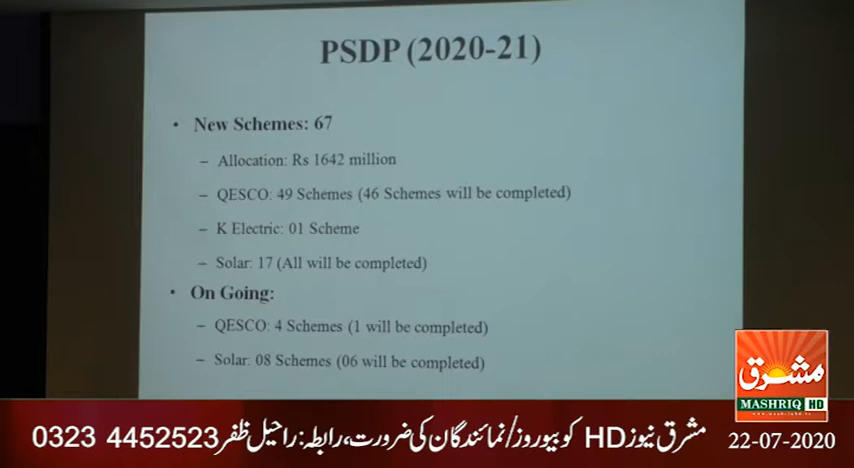 PSDP (2020-21)
• New Schemes: 67
– Allocation: Rs 1642 million
– QESCO: 49 Schemes (46 Schemes will be completed)
– K Electric: 01 Scheme
– Solar: 17 (All will be completed)
• On Going:
– QESCO: 4 Schemes (1 will be completed)
– Solar: 08 Schemes (06 will be completed)
مشرق
MASHRIQ HD
مشرق نیوز HD کو بیوروز/نمائندگان کی ضرورت، رابطہ: راحیل ظفر 0323 4452523
22-07-2020